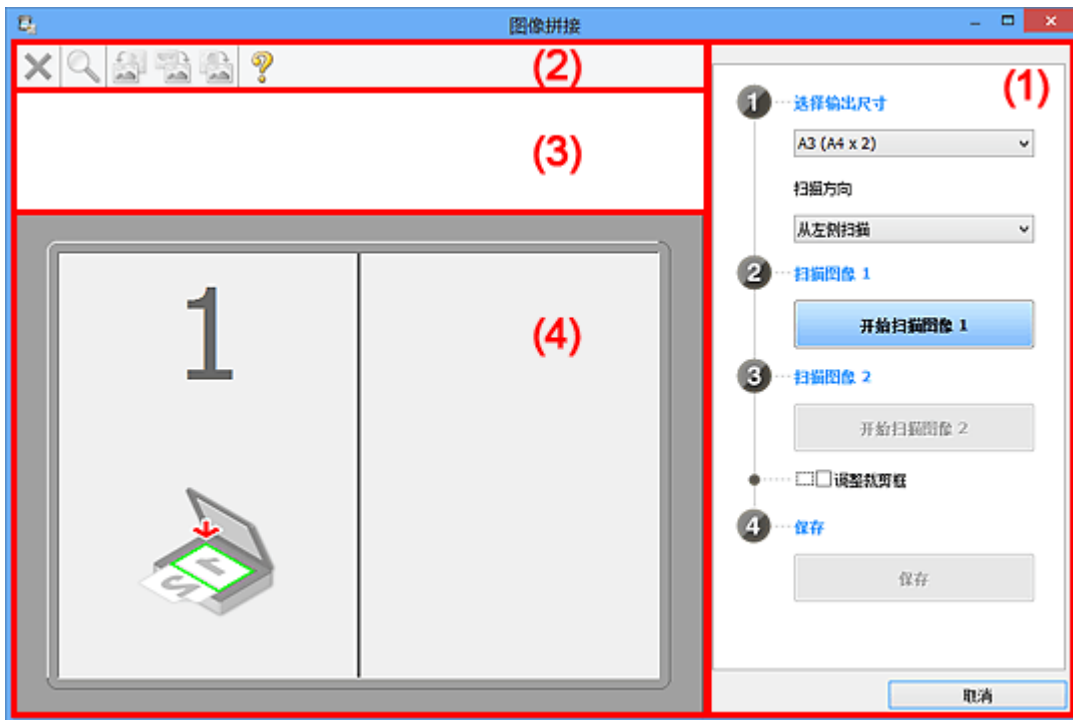 图像拼接
(2)
(3)
1
(4)
1
2
(1)
1 选择输出尺寸
A3 (A4 x 2)
扫描方向
从左侧扫描
2 扫描图像 1
开始扫描图像 1
3 扫描图像 2
开始扫描图像 2
调整裁剪框
4 保存
保存
取消